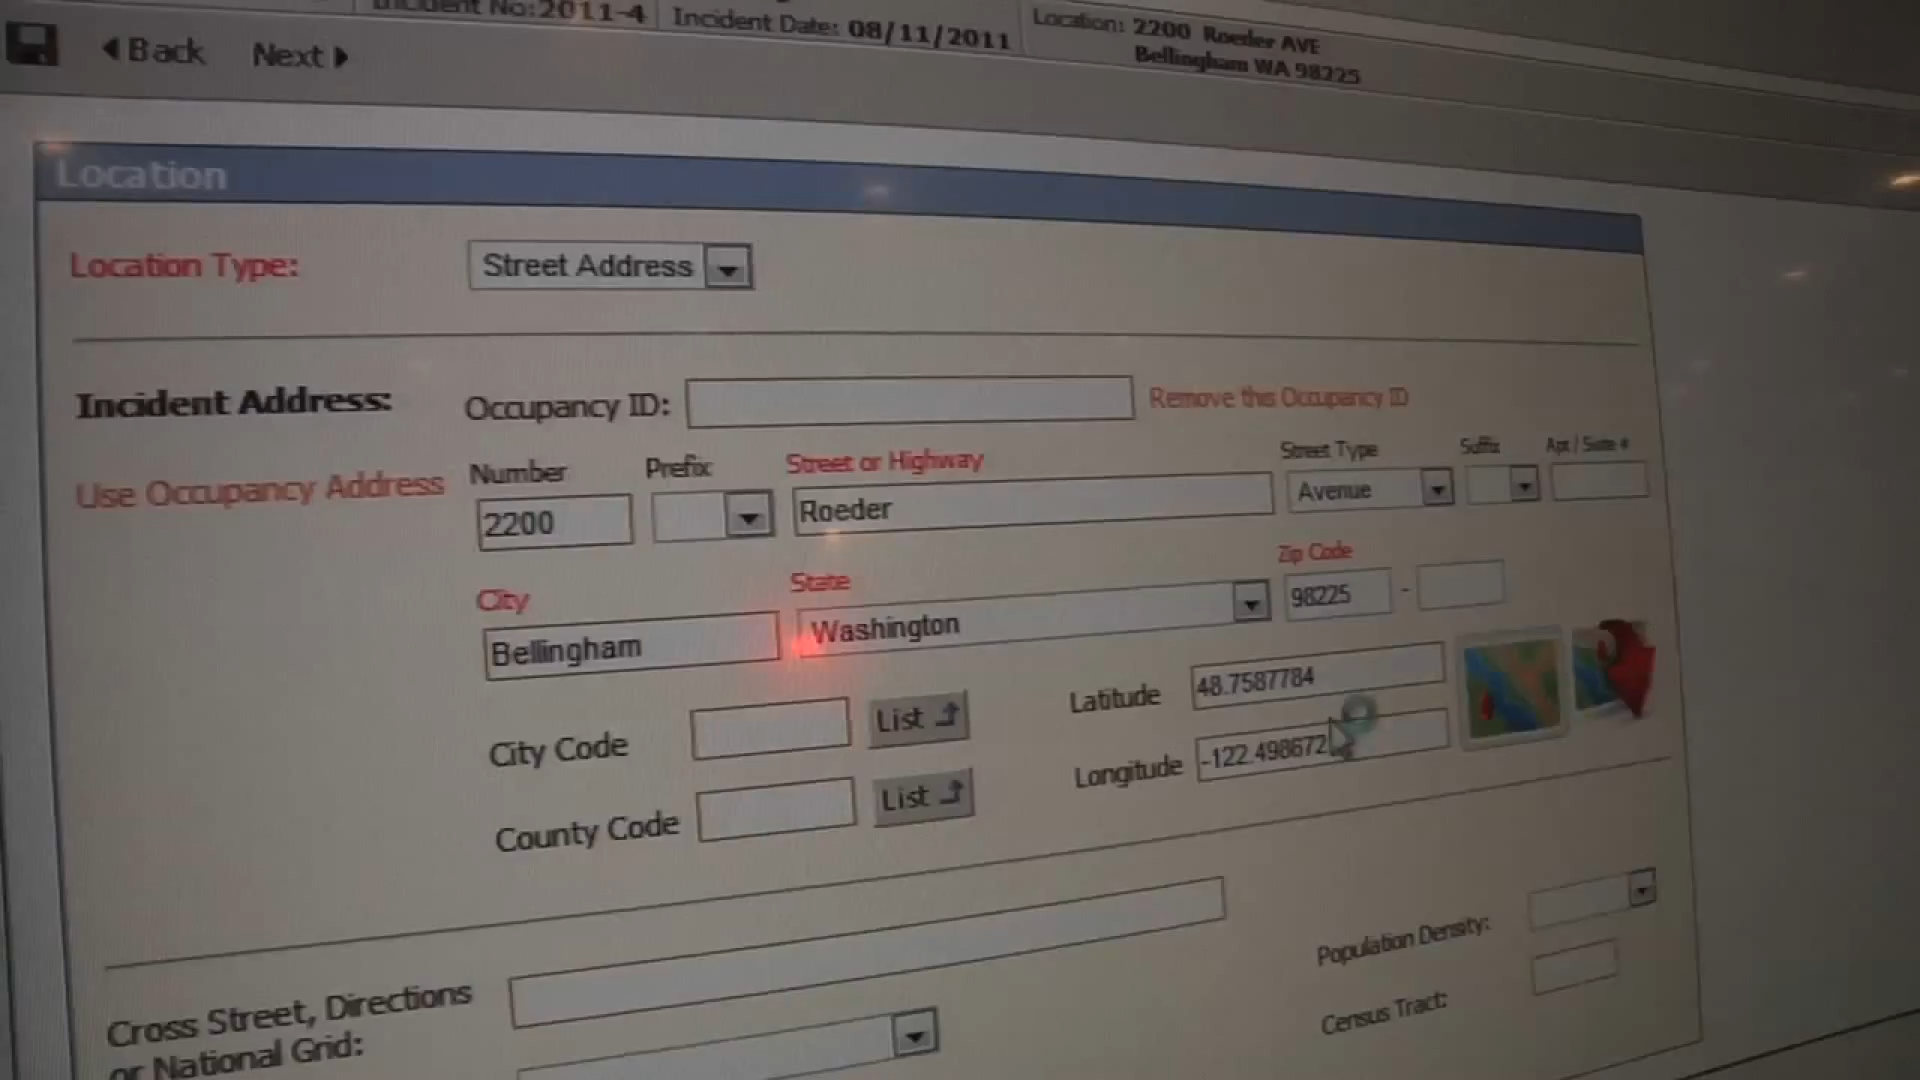 Incident No:2011-4 Incident Date: 08/11/2011 Location: 2200 Roeder AVE
Bellingham WA 98225
Back Next
Location
Location Type: Street Address
Incident Address: Occupancy ID: Remove this Occupancy ID
Use Occupancy Address Number Prefix Street or Highway Street Type Suffix Apt / Suite #
2200 Roeder Avenue
City State Zip Code
Bellingham Washington 98225 -
City Code List Latitude 48.7587784
County Code List Longitude -122.498672
Cross Street, Directions
or National Grid:
Population Density:
Census Tract: